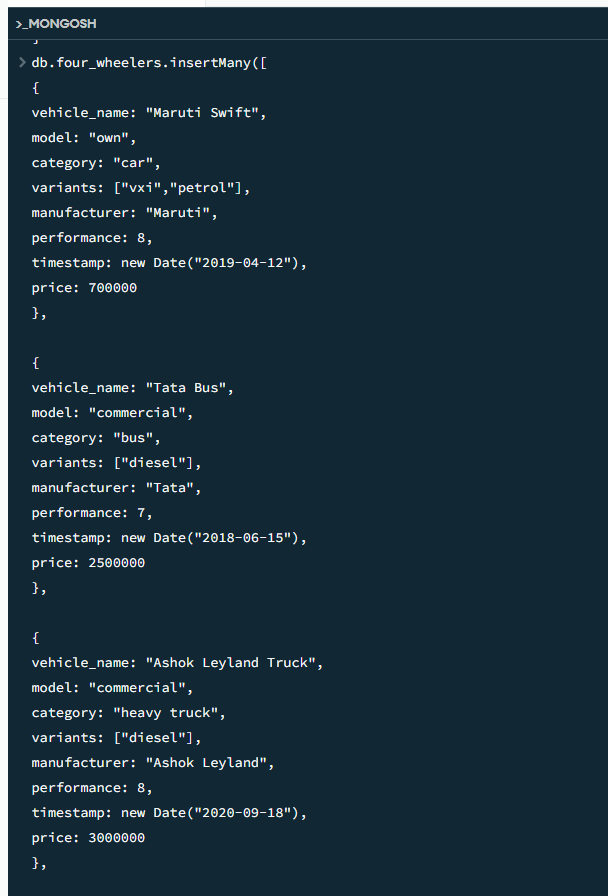 >_MONGOSH
}
> db.four_wheelers.insertMany([
{
vehicle_name: "Maruti Swift",
model: "own",
category: "car",
variants: ["vxi","petrol"],
manufacturer: "Maruti",
performance: 8,
timestamp: new Date("2019-04-12"),
price: 700000
},
{
vehicle_name: "Tata Bus",
model: "commercial",
category: "bus",
variants: ["diesel"],
manufacturer: "Tata",
performance: 7,
timestamp: new Date("2018-06-15"),
price: 2500000
},
{
vehicle_name: "Ashok Leyland Truck",
model: "commercial",
category: "heavy truck",
variants: ["diesel"],
manufacturer: "Ashok Leyland",
performance: 8,
timestamp: new Date("2020-09-18"),
price: 3000000
},